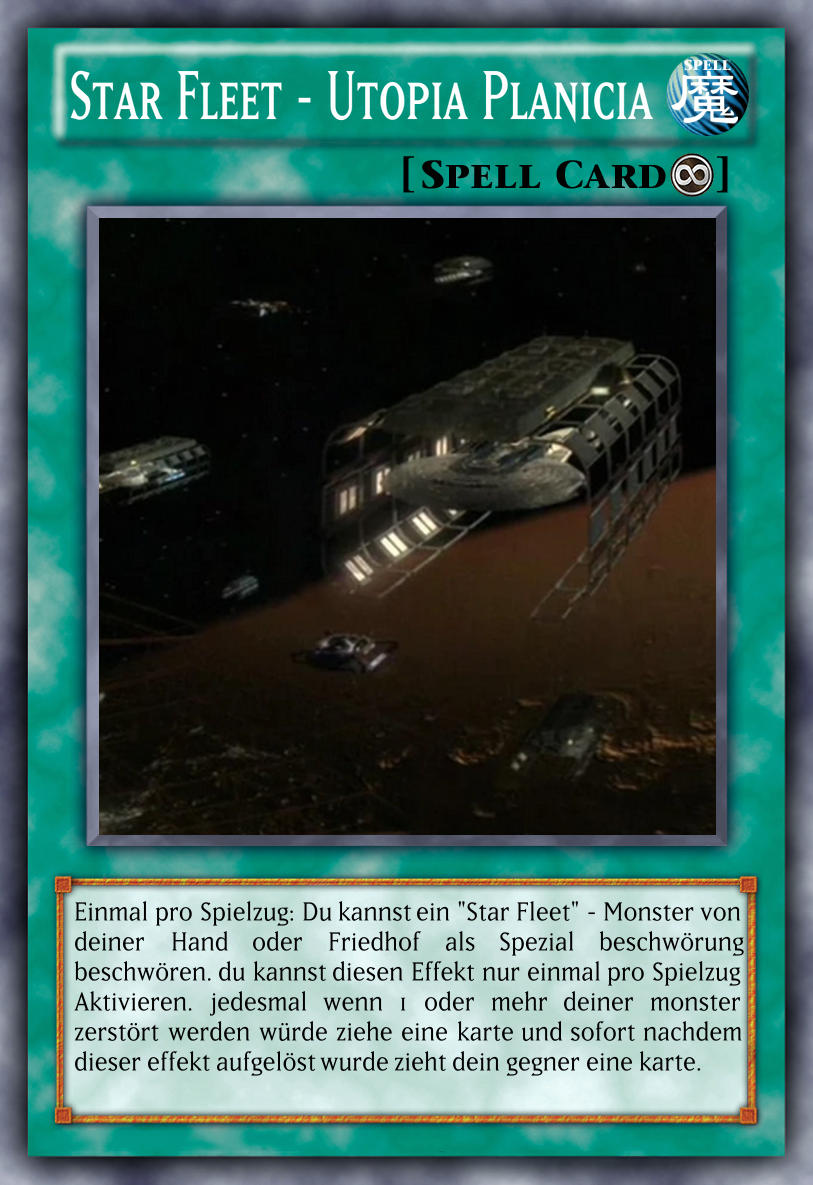 Star Fleet - Utopia Planicia
SPELL
魔
[Spell Card]
Einmal pro Spielzug: Du kannst ein "Star Fleet" - Monster von
deiner Hand oder Friedhof als Spezial beschwörung
beschwören. du kannst diesen Effekt nur einmal pro Spielzug
Aktivieren. jedesmal wenn 1 oder mehr deiner monster
zerstört werden würde ziehe eine karte und sofort nachdem
dieser effekt aufgelöst wurde zieht dein gegner eine karte.